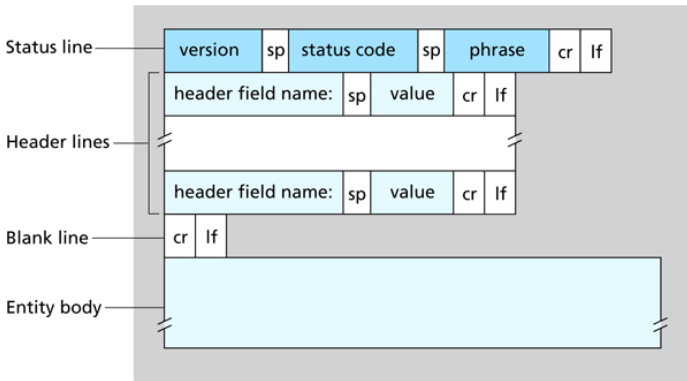 Status line version sp status code sp phrase cr lf
header field name: sp value cr lf
Header lines
header field name: sp value cr lf
Blank line cr lf
Entity body